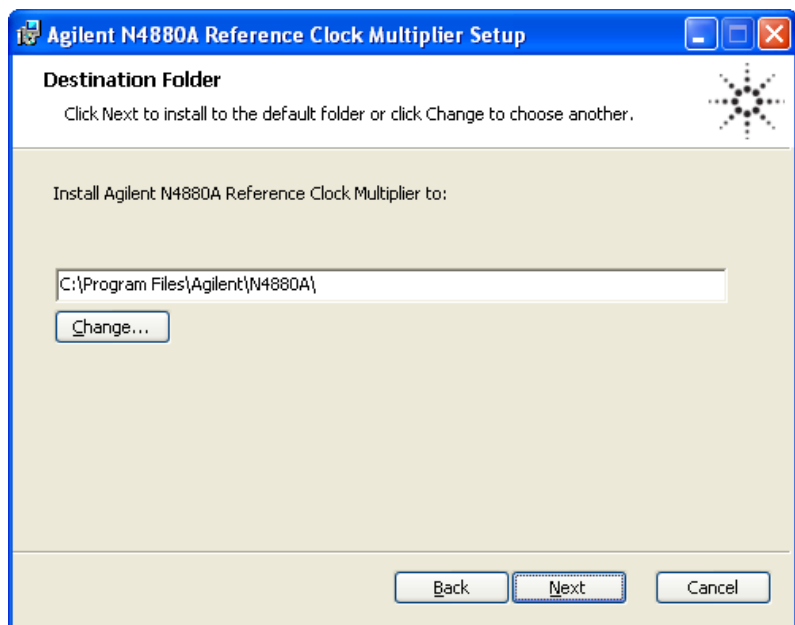 Agilent N4880A Reference Clock Multiplier Setup
Destination Folder
Click Next to install to the default folder or click Change to choose another.
Install Agilent N4880A Reference Clock Multiplier to:
C:\Program Files\Agilent\N4880A\
Change...
Back Next Cancel